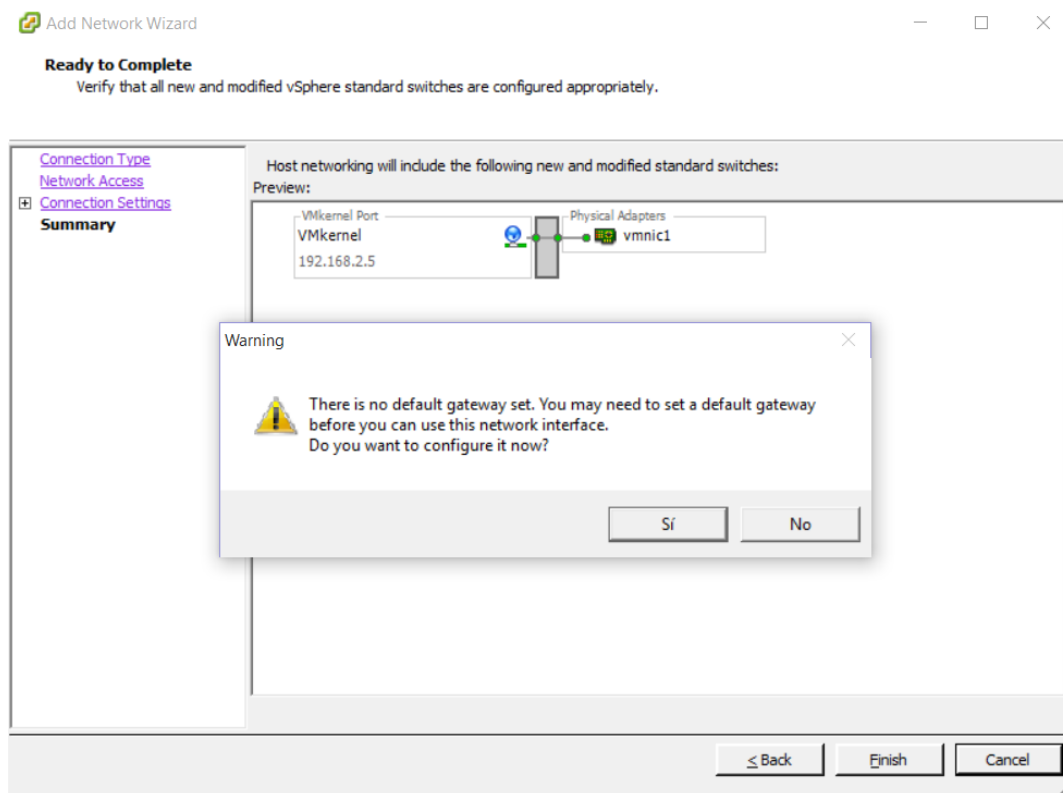 Add Network Wizard
Ready to Complete
Verify that all new and modified vSphere standard switches are configured appropriately.
Connection Type
Network Access
Connection Settings
Summary
Host networking will include the following new and modified standard switches:
Preview:
VMkernel Port
VMkernel
192.168.2.5
Physical Adapters
vmnic1
Warning
There is no default gateway set. You may need to set a default gateway
before you can use this network interface.
Do you want to configure it now?
Sí
No
< Back
Finish
Cancel